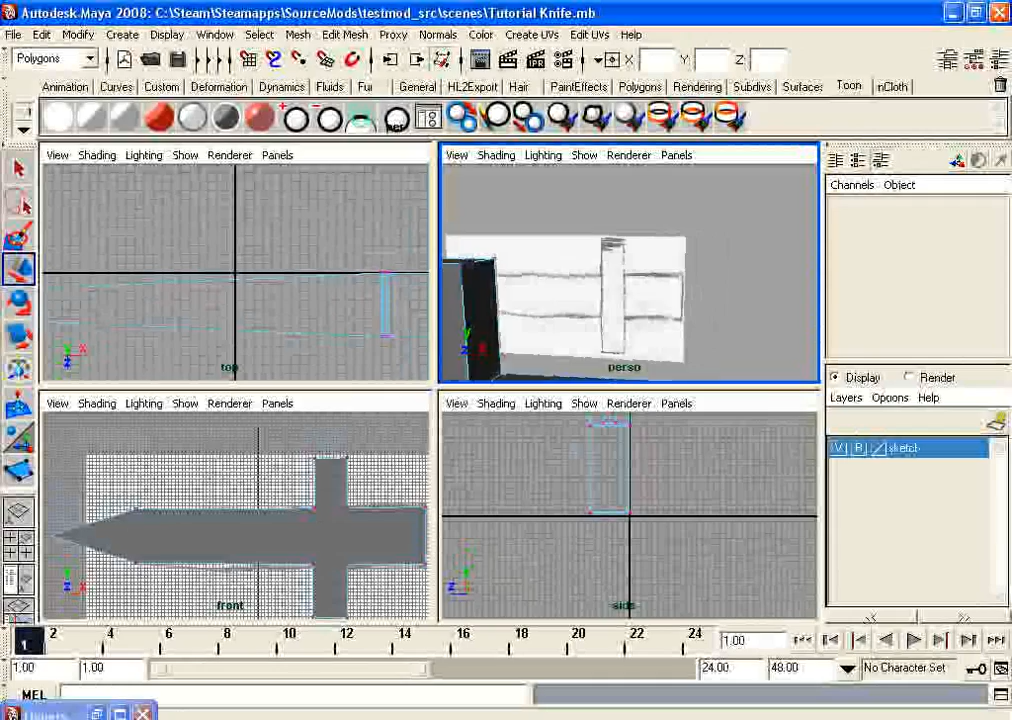 Autodesk Maya 2008: C:\Steam\Steamapps\SourceMods\testmod_src\scenes\Tutorial Knife.mb
File Edit Modify Create Display Window Select Mesh Edit Mesh Proxy Normals Color Create UVs Edit UVs Help
Polygons X: Y: Z:
Animation Curves Custom Deformation Dynamics Fluids Fur General HL2Export Hair PaintEffects Polygons Rendering Subdivs Surfaces Toon nCloth
View Shading Lighting Show Renderer Panels
View Shading Lighting Show Renderer Panels
Channels Object
top
persp
Display Render
Layers Options Help
View Shading Lighting Show Renderer Panels
View Shading Lighting Show Renderer Panels
V R sketch
front
side
1 2 4 6 8 10 12 14 16 18 20 22 24 1.00
1.00 1.00 24.00 48.00 No Character Set
MEL